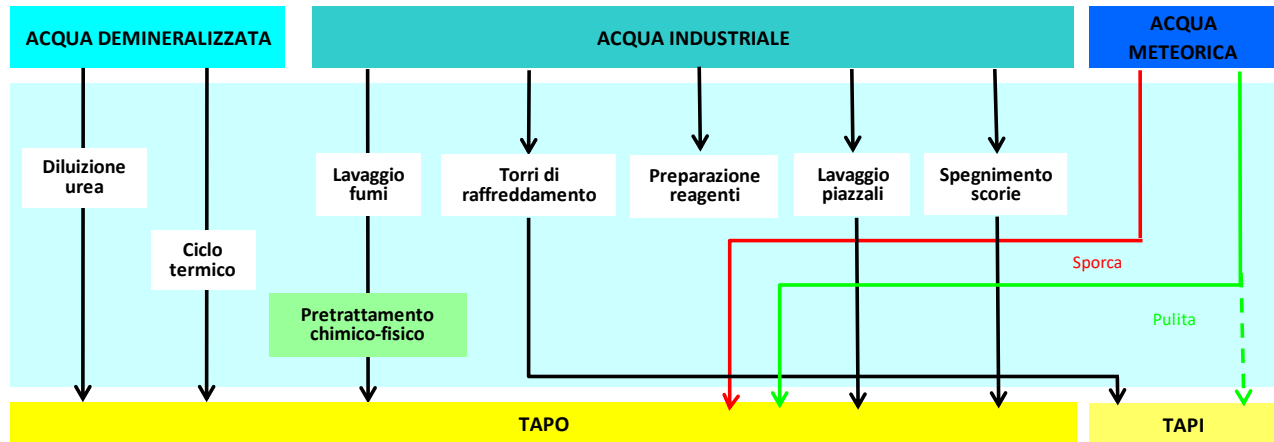 ACQUA DEMINERALIZZATA
ACQUA INDUSTRIALE
ACQUA
METEORICA
Diluizione
urea
Lavaggio
fumi
Torri di
raffreddamento
Preparazione
reagenti
Lavaggio
piazzali
Spegnimento
scorie
Ciclo
termico
Sporca
Pretrattamento
chimico-fisico
Pulita
TAPO
TAPI